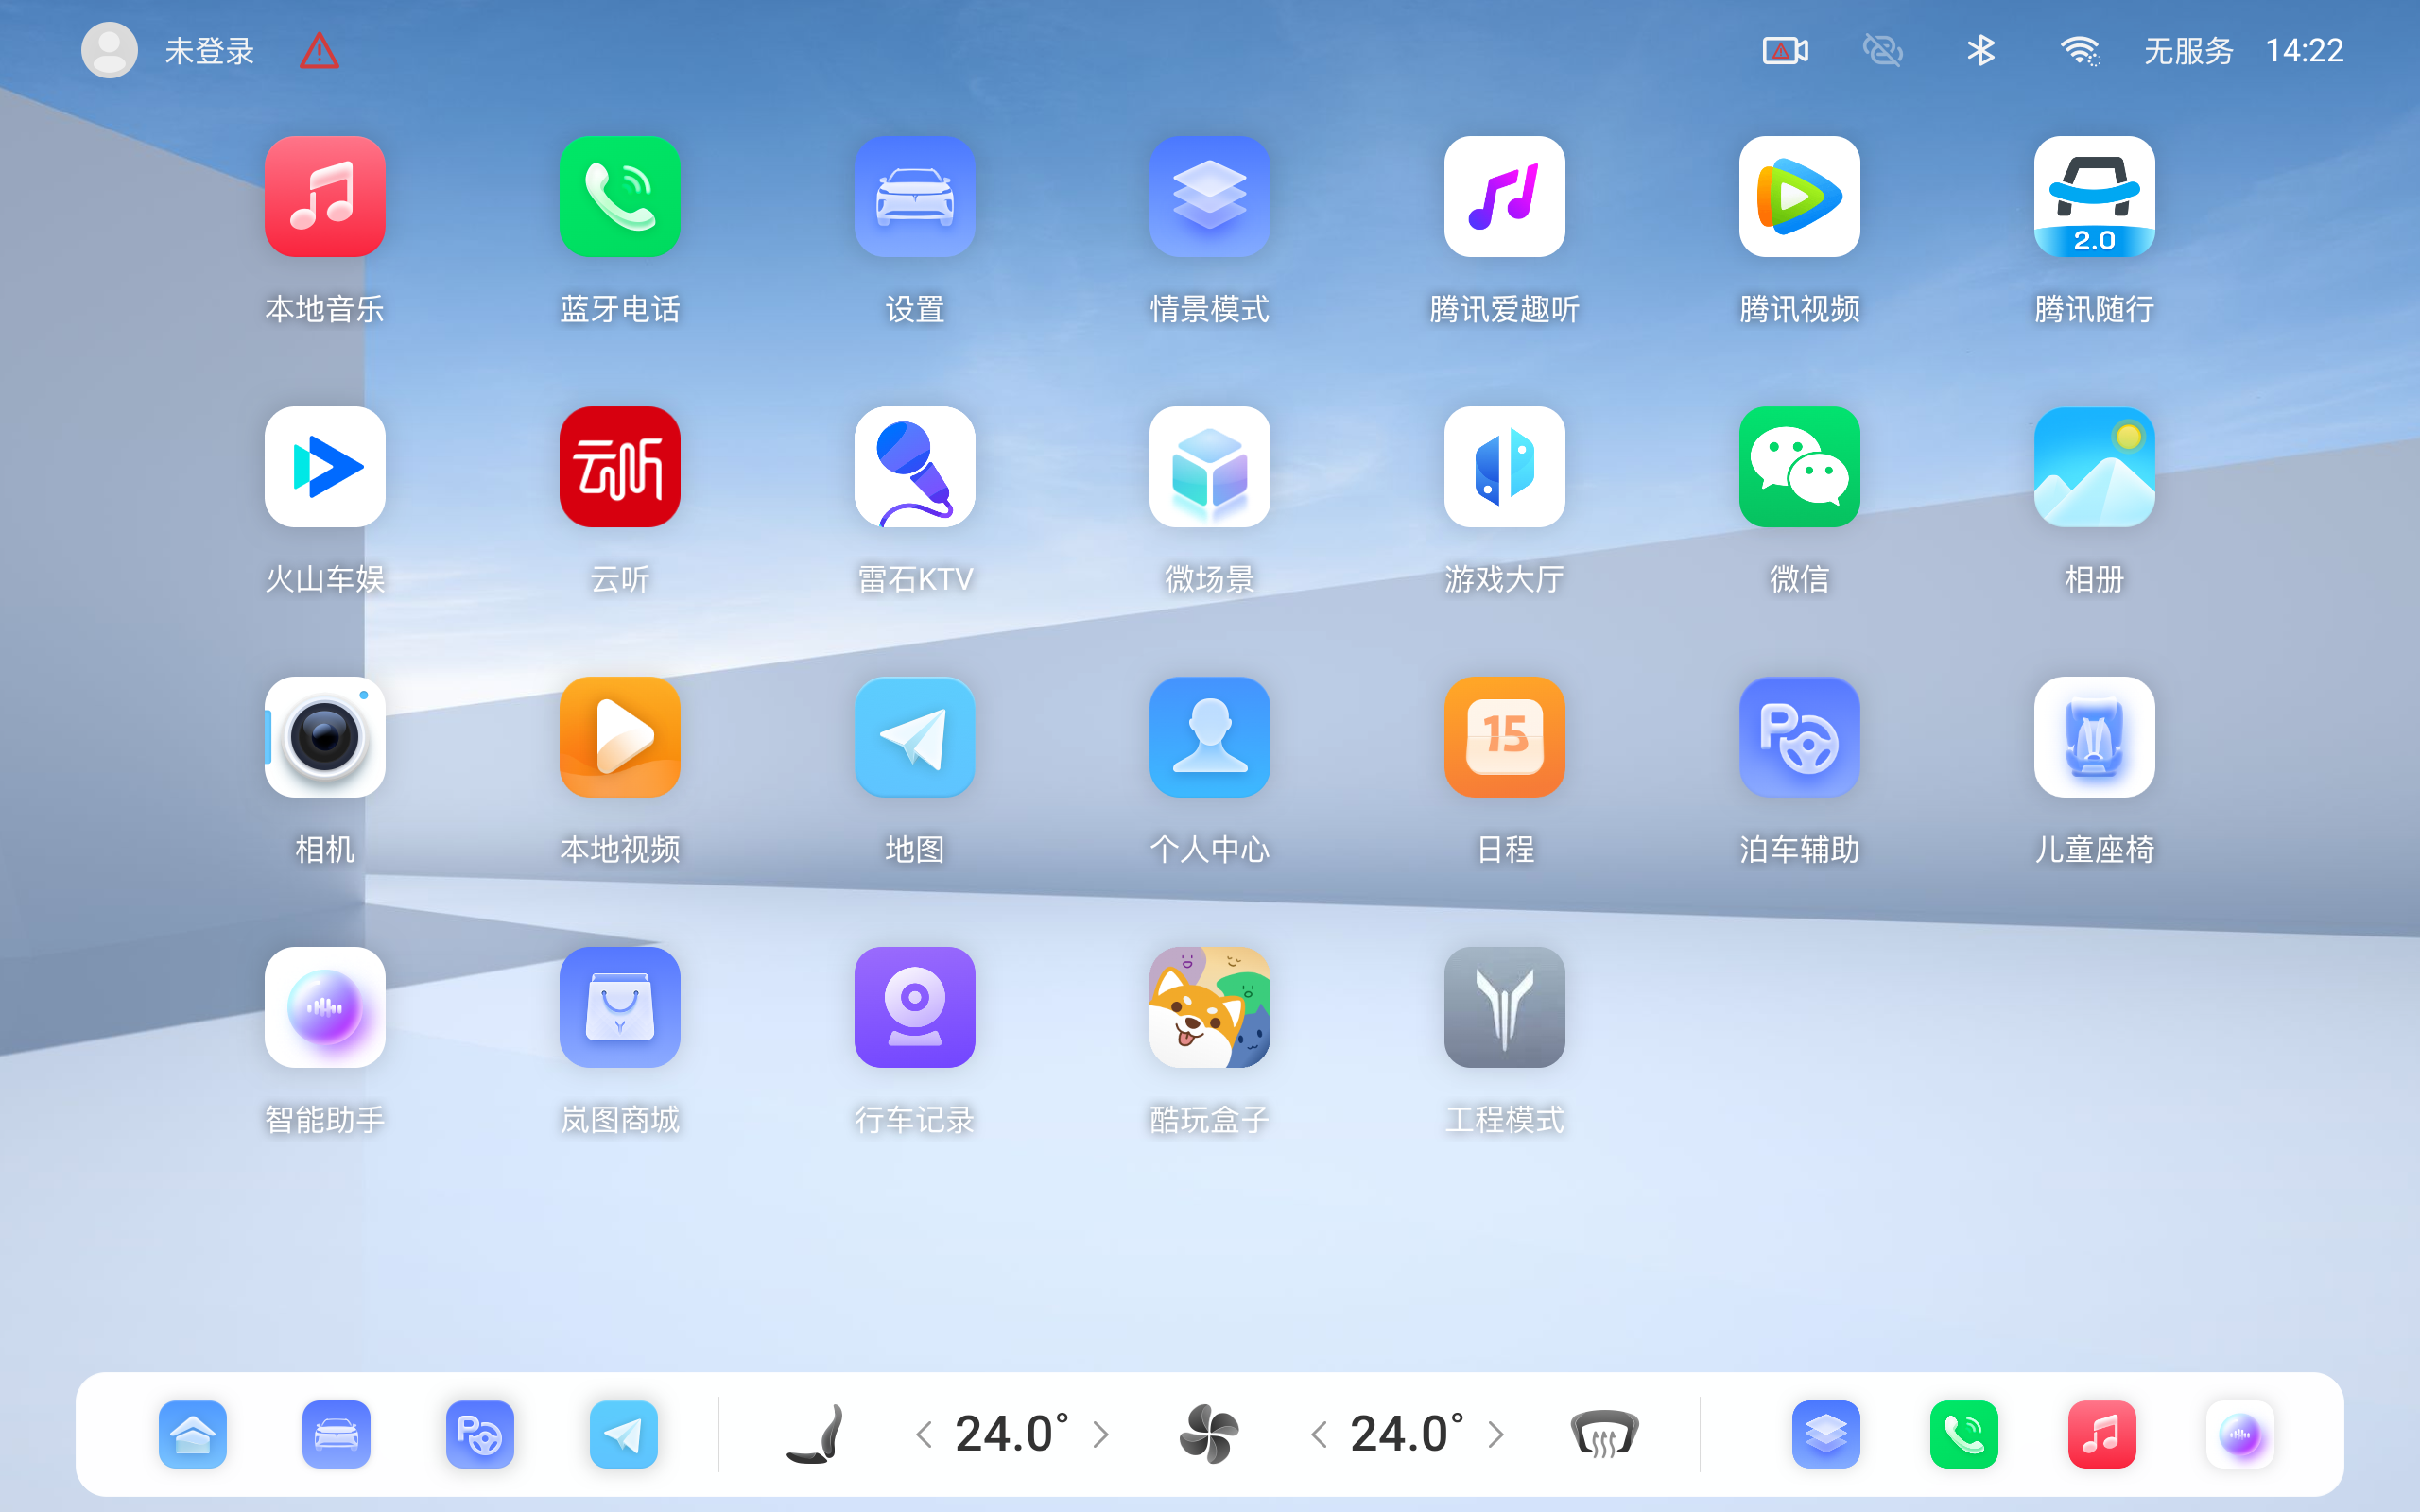 未登录 无服务 14:22
2.0
本地音乐 蓝牙电话 设置 情景模式 腾讯爱趣听 腾讯视频 腾讯随行
云听
火山车娱 云听 雷石KTV 微场景 游戏大厅 微信 相册
15 P
相机 本地视频 地图 个人中心 日程 泊车辅助 儿童座椅
智能助手 岚图商城 行车记录 酷玩盒子 工程模式
P 24.0° 24.0°